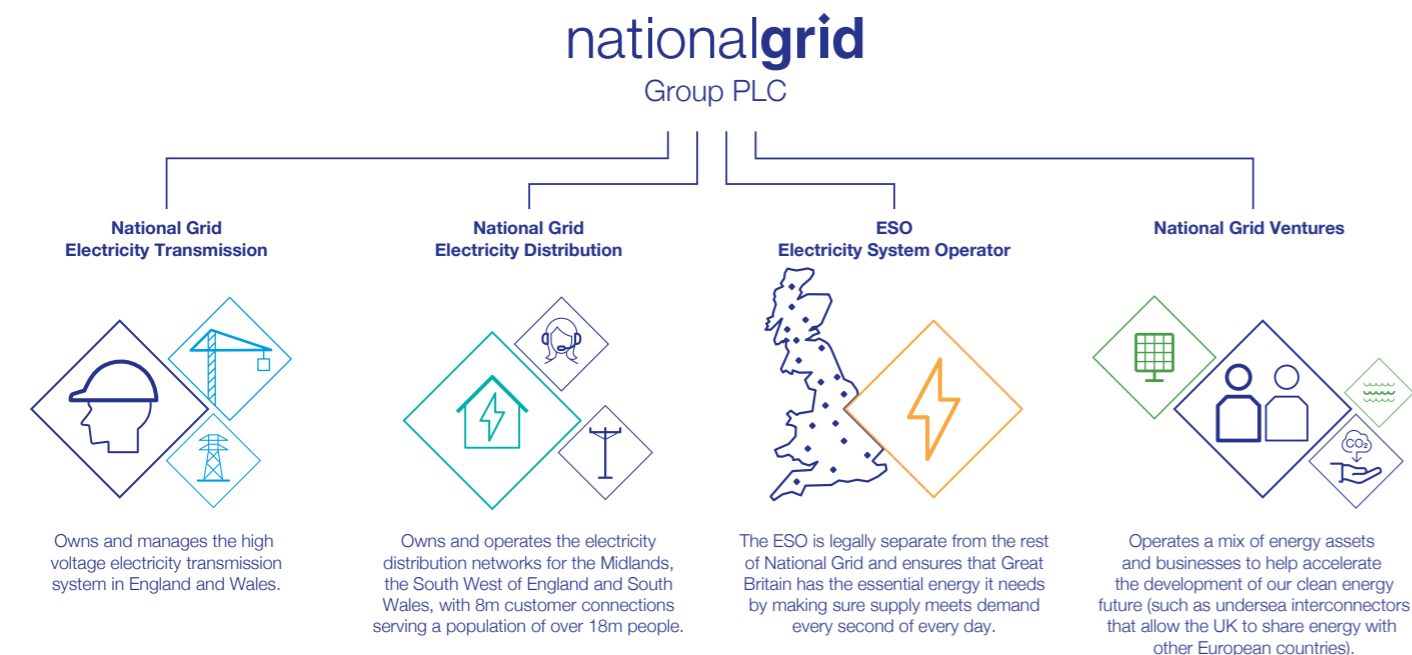 nationalgrid
Group PLC
National Grid
Electricity Transmission
Owns and manages the high
voltage electricity transmission
system in England and Wales.
National Grid
Electricity Distribution
Owns and operates the electricity
distribution networks for the Midlands,
the South West of England and South
Wales, with 8m customer connections
serving a population of over 18m people.
ESO
Electricity System Operator
The ESO is legally separate from the rest
of National Grid and ensures that Great
Britain has the essential energy it needs
by making sure supply meets demand
every second of every day.
National Grid Ventures
CO₂
Operates a mix of energy assets
and businesses to help accelerate
the development of our clean energy
future (such as undersea interconnectors
that allow the UK to share energy with
other European countries).